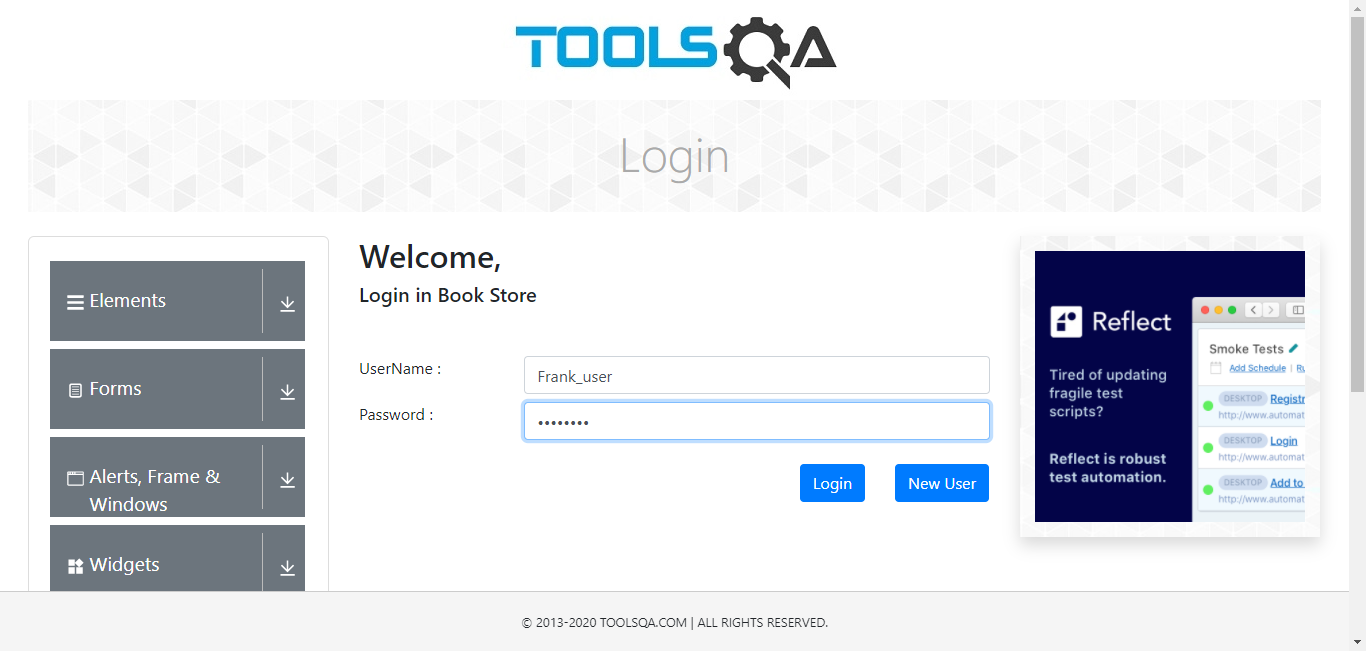 TOOLSQA
Login
Elements
Forms
Alerts, Frame &
Windows
Widgets
Welcome,
Login in Book Store
UserName :
Frank_user
Password :
••••••••
Login
New User
Reflect
Tired of updating
fragile test
scripts?
Reflect is robust
test automation.
Smoke Tests
Add Schedule |
DESKTOP Registr
http://www.automat
DESKTOP Login
http://www.automat
DESKTOP Add to
http://www.automat
© 2013-2020 TOOLSQA.COM | ALL RIGHTS RESERVED.